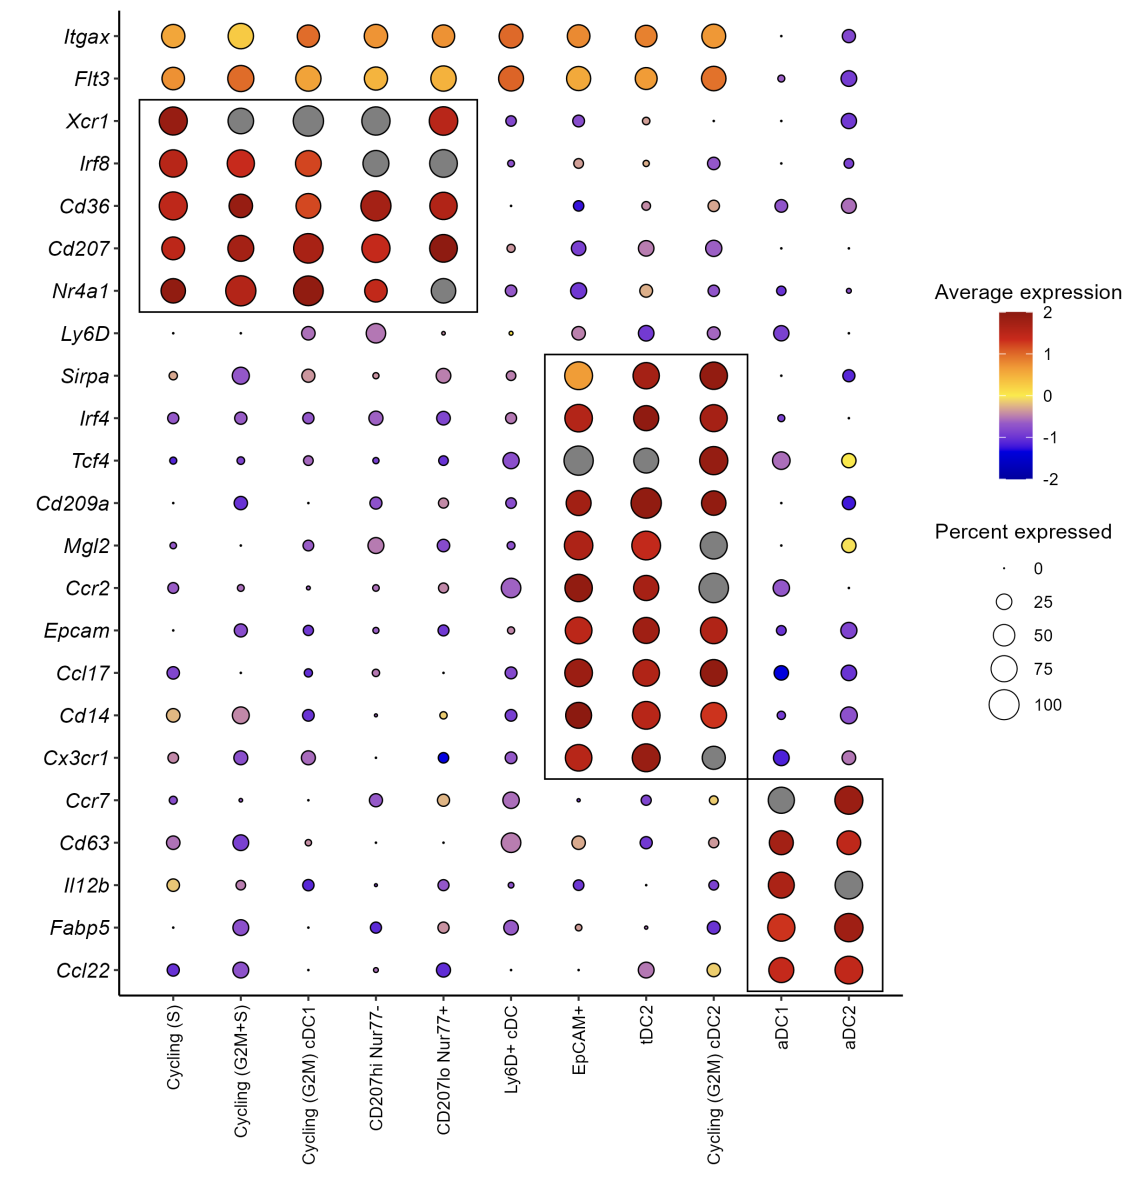 Itgax
Flt3
Xcr1
Irf8
Cd36
Cd207
Nr4a1
Ly6D
Sirpa
Irf4
Tcf4
Cd209a
Mgl2
Ccr2
Epcam
Ccl17
Cd14
Cx3cr1
Ccr7
Cd63
Il12b
Fabp5
Ccl22
Cycling (S)
Cycling (G2M+S)
Cycling (G2M) cDC1
CD207hi Nur77-
CD207lo Nur77+
Ly6D+ cDC
EpCAM+
tDC2
Cycling (G2M) cDC2
aDC1
aDC2
Average expression
2
1
0
-1
-2
Percent expressed
0
25
50
75
100